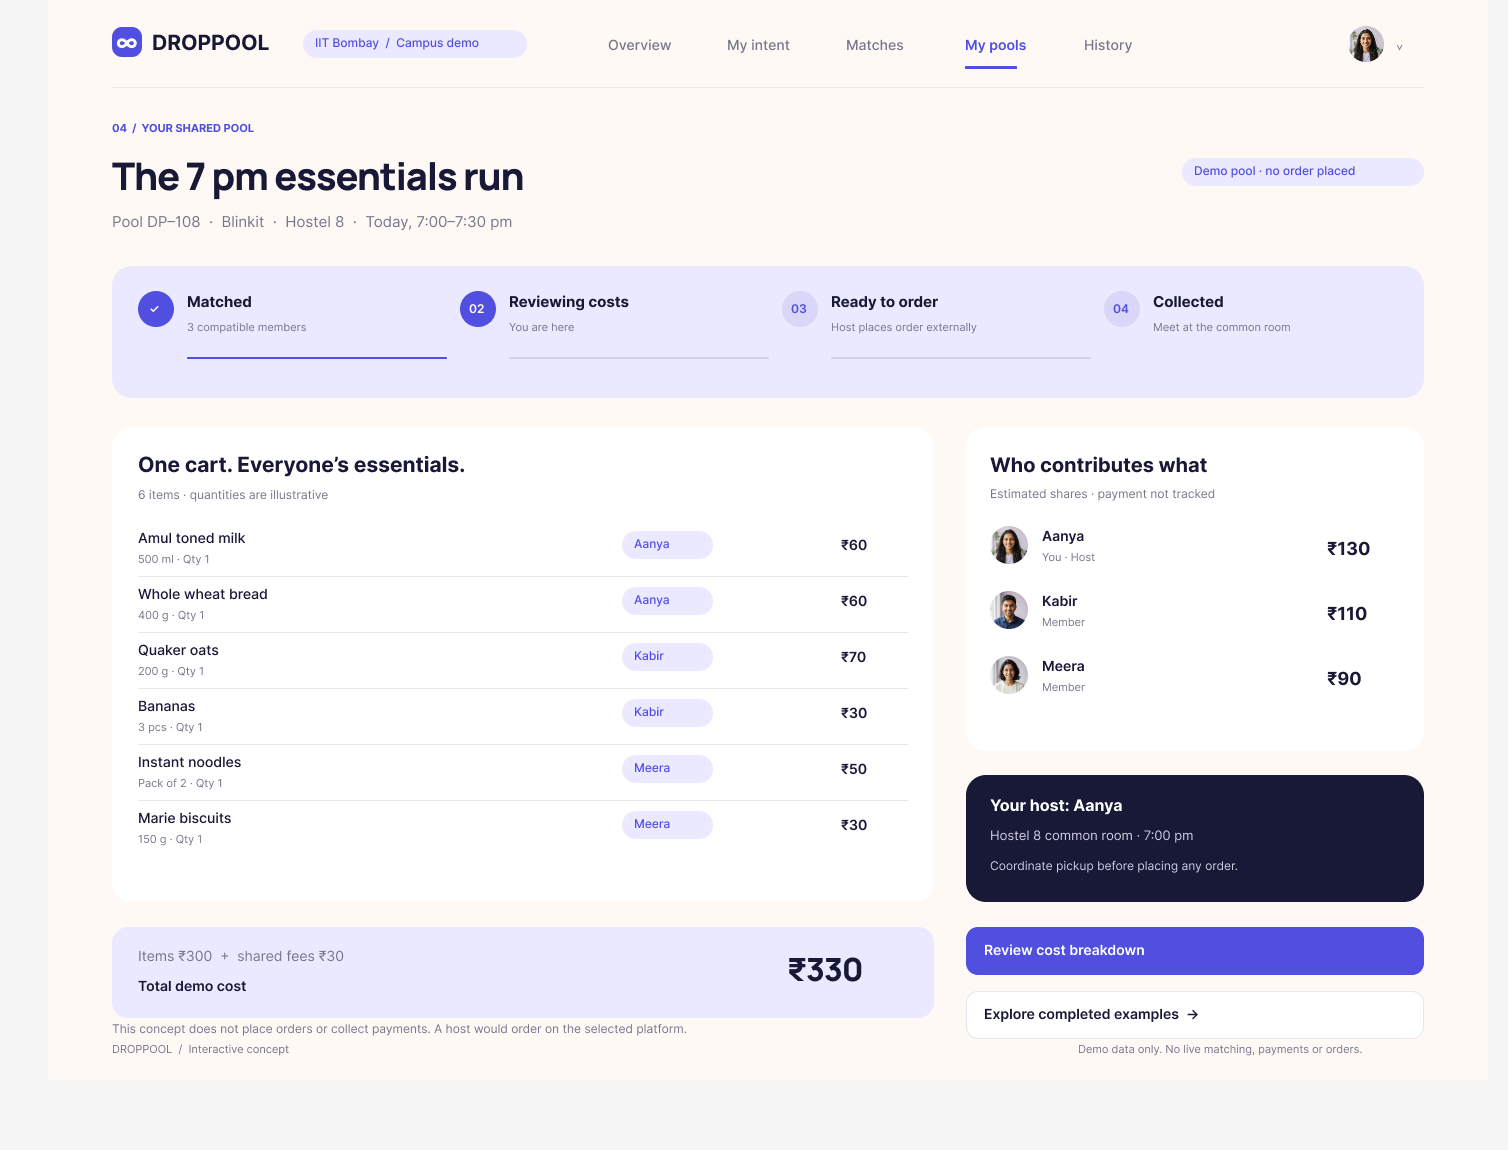 DROPPOOL
IIT Bombay / Campus demo
Overview
My intent
Matches
My pools
History
04 / YOUR SHARED POOL
The 7 pm essentials run
Demo pool · no order placed
Pool DP–108 · Blinkit · Hostel 8 · Today, 7:00–7:30 pm
Matched
3 compatible members
02
Reviewing costs
You are here
03
Ready to order
Host places order externally
04
Collected
Meet at the common room
One cart. Everyone’s essentials.
6 items · quantities are illustrative
Amul toned milk
500 ml · Qty 1
Aanya
₹60
Whole wheat bread
400 g · Qty 1
Aanya
₹60
Quaker oats
200 g · Qty 1
Kabir
₹70
Bananas
3 pcs · Qty 1
Kabir
₹30
Instant noodles
Pack of 2 · Qty 1
Meera
₹50
Marie biscuits
150 g · Qty 1
Meera
₹30
Who contributes what
Estimated shares · payment not tracked
Aanya
You · Host
₹130
Kabir
Member
₹110
Meera
Member
₹90
Your host: Aanya
Hostel 8 common room · 7:00 pm
Coordinate pickup before placing any order.
Items ₹300 + shared fees ₹30
Total demo cost
₹330
Review cost breakdown
Explore completed examples →
This concept does not place orders or collect payments. A host would order on the selected platform.
DROPPOOL / Interactive concept
Demo data only. No live matching, payments or orders.